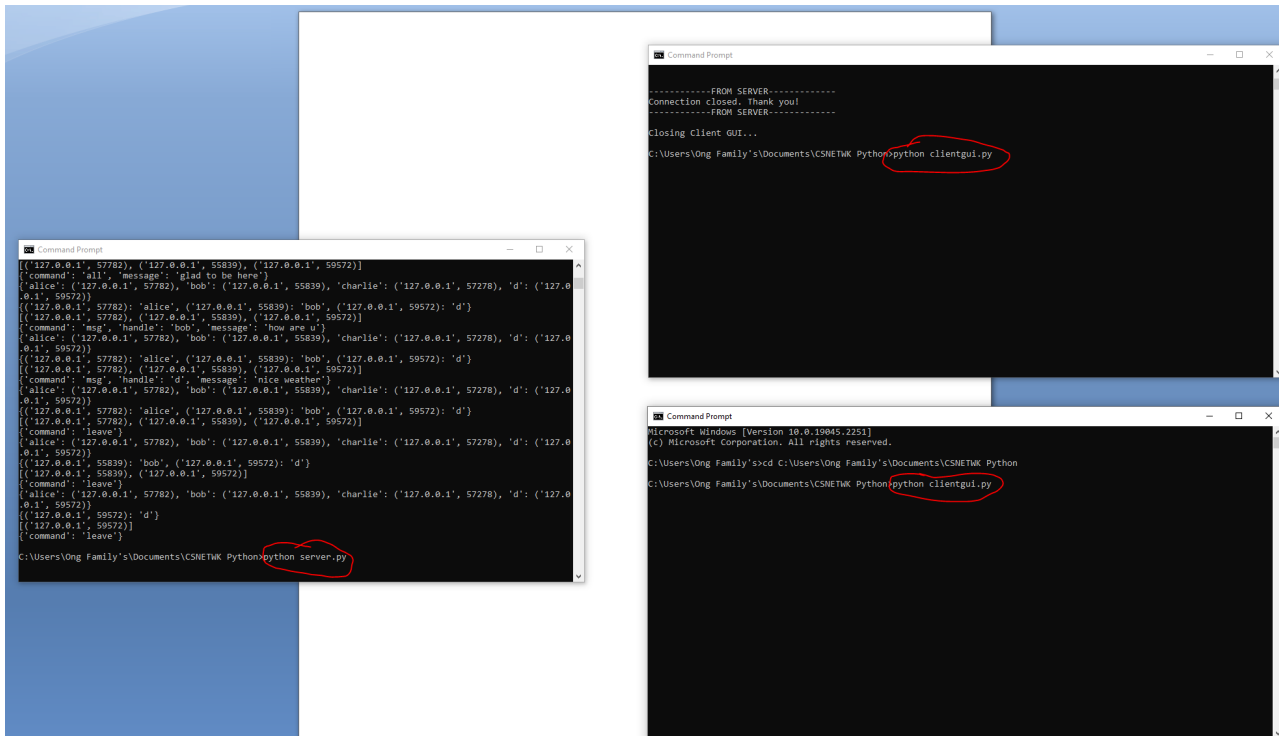 Command Prompt
[('127.0.0.1', 57782), ('127.0.0.1', 55839), ('127.0.0.1', 59572)]
{'command': 'all', 'message': 'glad to be here'}
{'alice': ('127.0.0.1', 57782), 'bob': ('127.0.0.1', 55839), 'charlie': ('127.0.0.1', 57278), 'd': ('127.0
.0.1', 59572)}
{('127.0.0.1', 57782): 'alice', ('127.0.0.1', 55839): 'bob', ('127.0.0.1', 59572): 'd'}
[('127.0.0.1', 57782), ('127.0.0.1', 55839), ('127.0.0.1', 59572)]
{'command': 'msg', 'handle': 'bob', 'message': 'how are u'}
{'alice': ('127.0.0.1', 57782), 'bob': ('127.0.0.1', 55839), 'charlie': ('127.0.0.1', 57278), 'd': ('127.0
.0.1', 59572)}
{('127.0.0.1', 57782): 'alice', ('127.0.0.1', 55839): 'bob', ('127.0.0.1', 59572): 'd'}
[('127.0.0.1', 57782), ('127.0.0.1', 55839), ('127.0.0.1', 59572)]
{'command': 'msg', 'handle': 'd', 'message': 'nice weather'}
{'alice': ('127.0.0.1', 57782), 'bob': ('127.0.0.1', 55839), 'charlie': ('127.0.0.1', 57278), 'd': ('127.0
.0.1', 59572)}
{('127.0.0.1', 57782): 'alice', ('127.0.0.1', 55839): 'bob', ('127.0.0.1', 59572): 'd'}
[('127.0.0.1', 57782), ('127.0.0.1', 55839), ('127.0.0.1', 59572)]
{'command': 'leave'}
{'alice': ('127.0.0.1', 57782), 'bob': ('127.0.0.1', 55839), 'charlie': ('127.0.0.1', 57278), 'd': ('127.0
.0.1', 59572)}
{('127.0.0.1', 55839): 'bob', ('127.0.0.1', 59572): 'd'}
[('127.0.0.1', 55839), ('127.0.0.1', 59572)]
{'command': 'leave'}
{'alice': ('127.0.0.1', 57782), 'bob': ('127.0.0.1', 55839), 'charlie': ('127.0.0.1', 57278), 'd': ('127.0
.0.1', 59572)}
{('127.0.0.1', 59572): 'd'}
[('127.0.0.1', 59572)]
{'command': 'leave'}
C:\Users\Ong Family's\Documents\CSNETWK Python>python server.py
Command Prompt
------------FROM SERVER-------------
Connection closed. Thank you!
------------FROM SERVER-------------
Closing Client GUI...
C:\Users\Ong Family's\Documents\CSNETWK Python>python clientgui.py
Command Prompt
Microsoft Windows [Version 10.0.19045.2251]
(c) Microsoft Corporation. All rights reserved.
C:\Users\Ong Family's>cd C:\Users\Ong Family's\Documents\CSNETWK Python
C:\Users\Ong Family's\Documents\CSNETWK Python>python clientgui.py